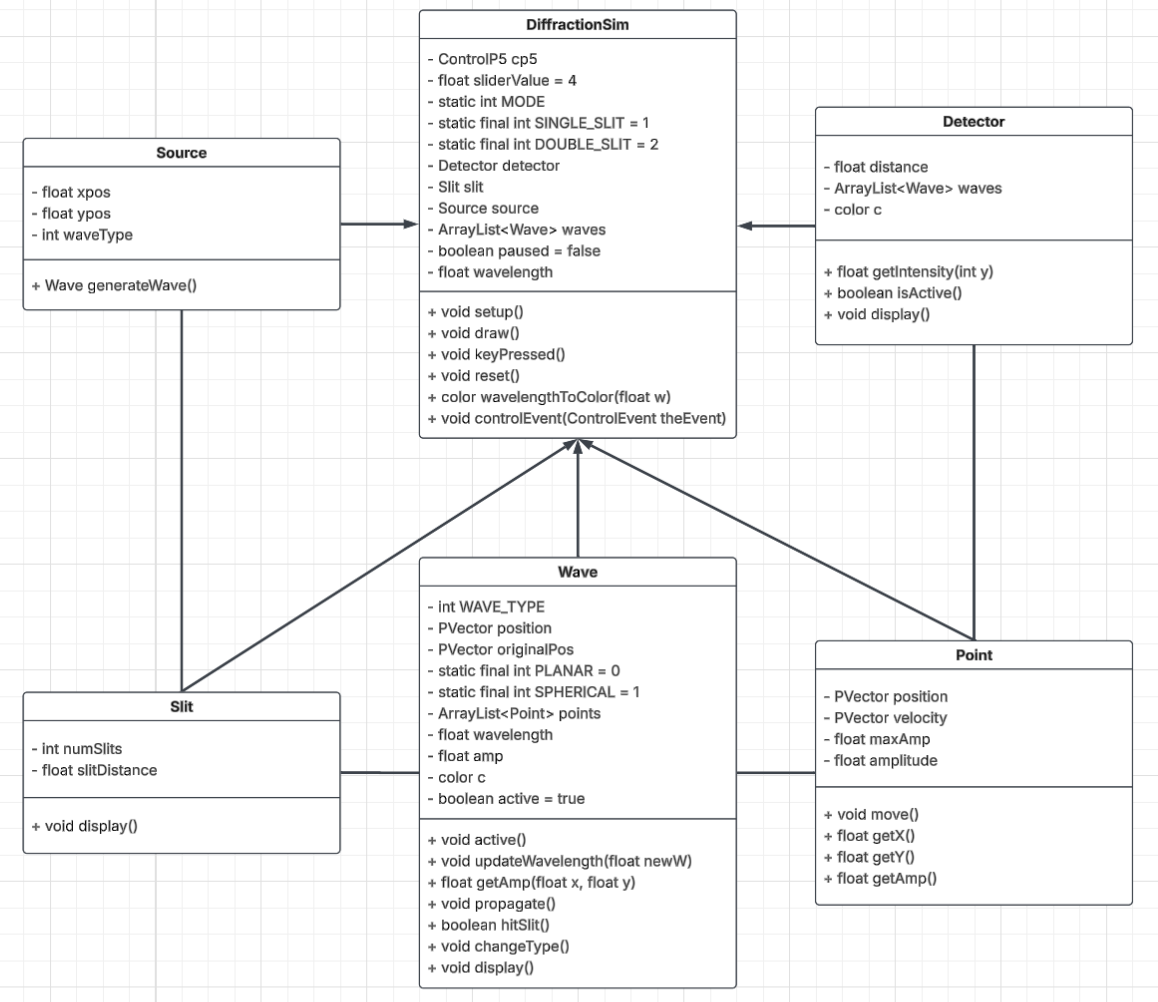 DiffractionSim
- ControlP5 cp5
- float sliderValue = 4
- static int MODE
- static final int SINGLE_SLIT = 1
- static final int DOUBLE_SLIT = 2
- Detector detector
- Slit slit
- Source source
- ArrayList<Wave> waves
- boolean paused = false
- float wavelength
+ void setup()
+ void draw()
+ void keyPressed()
+ void reset()
+ color wavelengthToColor(float w)
+ void controlEvent(ControlEvent theEvent)
Source
- float xpos
- float ypos
- int waveType
+ Wave generateWave()
Detector
- float distance
- ArrayList<Wave> waves
- color c
+ float getIntensity(int y)
+ boolean isActive()
+ void display()
Slit
- int numSlits
- float slitDistance
+ void display()
Wave
- int WAVE_TYPE
- PVector position
- PVector originalPos
- static final int PLANAR = 0
- static final int SPHERICAL = 1
- ArrayList<Point> points
- float wavelength
- float amp
- color c
- boolean active = true
+ void active()
+ void updateWavelength(float newW)
+ float getAmp(float x, float y)
+ void propagate()
+ boolean hitSlit()
+ void changeType()
+ void display()
Point
- PVector position
- PVector velocity
- float maxAmp
- float amplitude
+ void move()
+ float getX()
+ float getY()
+ float getAmp()